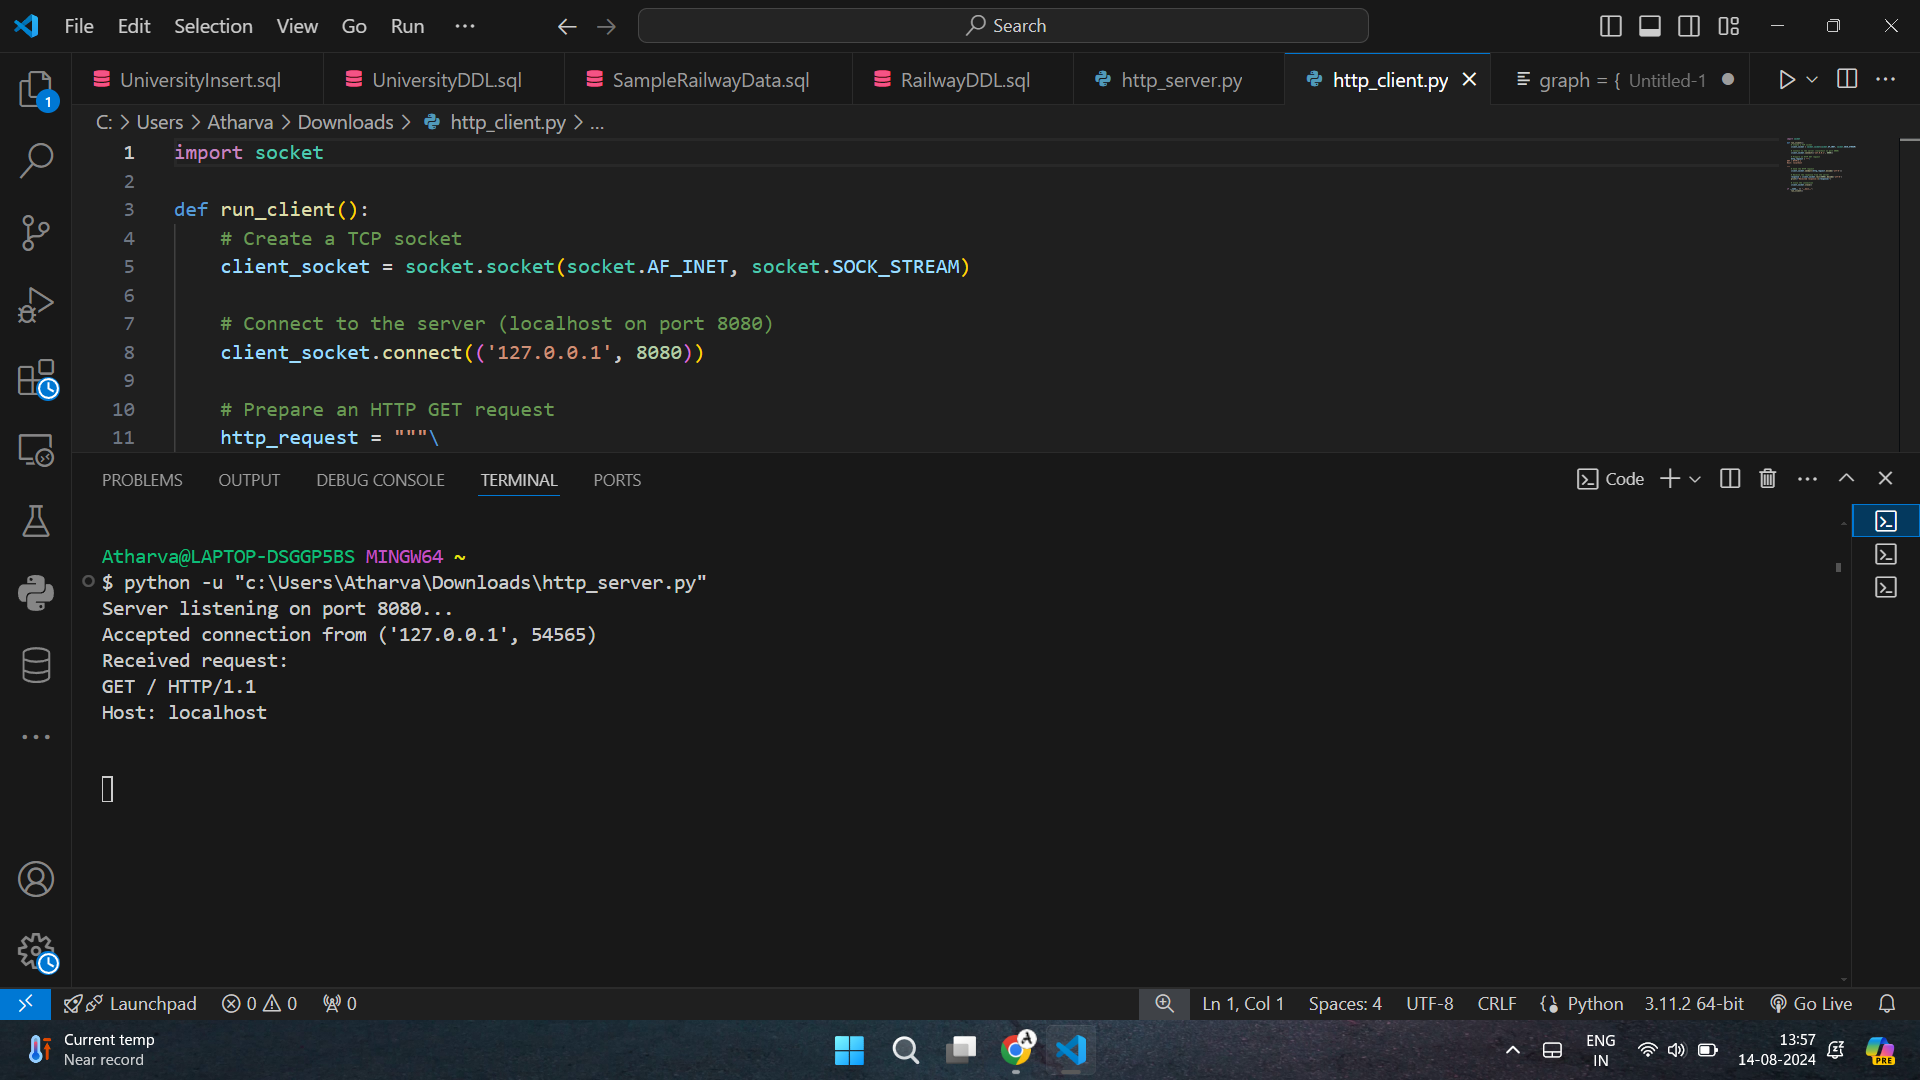 File Edit Selection View Go Run ... Search
UniversityInsert.sql UniversityDDL.sql SampleRailwayData.sql RailwayDDL.sql http_server.py http_client.py graph = { Untitled-1
C: > Users > Atharva > Downloads > http_client.py > ...
1 import socket
2
3 def run_client():
4 # Create a TCP socket
5 client_socket = socket.socket(socket.AF_INET, socket.SOCK_STREAM)
6
7 # Connect to the server (localhost on port 8080)
8 client_socket.connect(('127.0.0.1', 8080))
9
10 # Prepare an HTTP GET request
11 http_request = """\
PROBLEMS OUTPUT DEBUG CONSOLE TERMINAL PORTS Code
Atharva@LAPTOP-DSGGP5BS MINGW64 ~
$ python -u "c:\Users\Atharva\Downloads\http_server.py"
Server listening on port 8080...
Accepted connection from ('127.0.0.1', 54565)
Received request:
GET / HTTP/1.1
Host: localhost
1
Launchpad 0 0 0 Ln 1, Col 1 Spaces: 4 UTF-8 CRLF Python 3.11.2 64-bit Go Live
Current temp
Near record
A
ENG
IN
13:57
14-08-2024
PRE